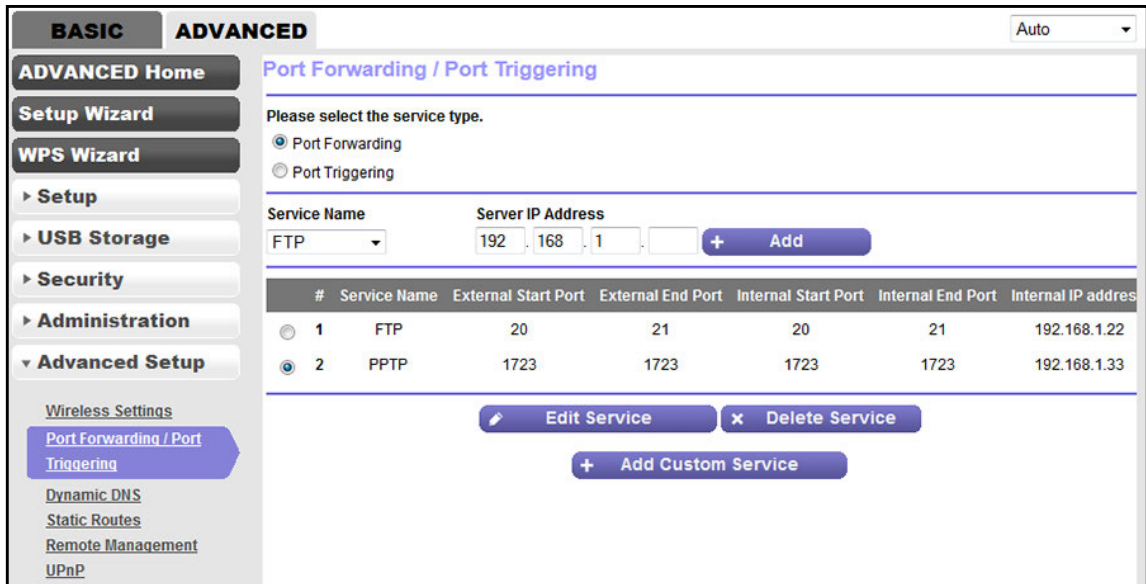 BASIC ADVANCED Auto
ADVANCED Home
Setup Wizard
WPS Wizard
Setup
USB Storage
Security
Administration
Advanced Setup
Wireless Settings
Port Forwarding / Port
Triggering
Dynamic DNS
Static Routes
Remote Management
UPnP
Port Forwarding / Port Triggering
Please select the service type.
Port Forwarding
Port Triggering
Service Name Server IP Address
FTP 192 . 168 . 1 . + Add
# Service Name External Start Port External End Port Internal Start Port Internal End Port Internal IP addres
1 FTP 20 21 20 21 192.168.1.22
2 PPTP 1723 1723 1723 1723 192.168.1.33
Edit Service x Delete Service
+ Add Custom Service